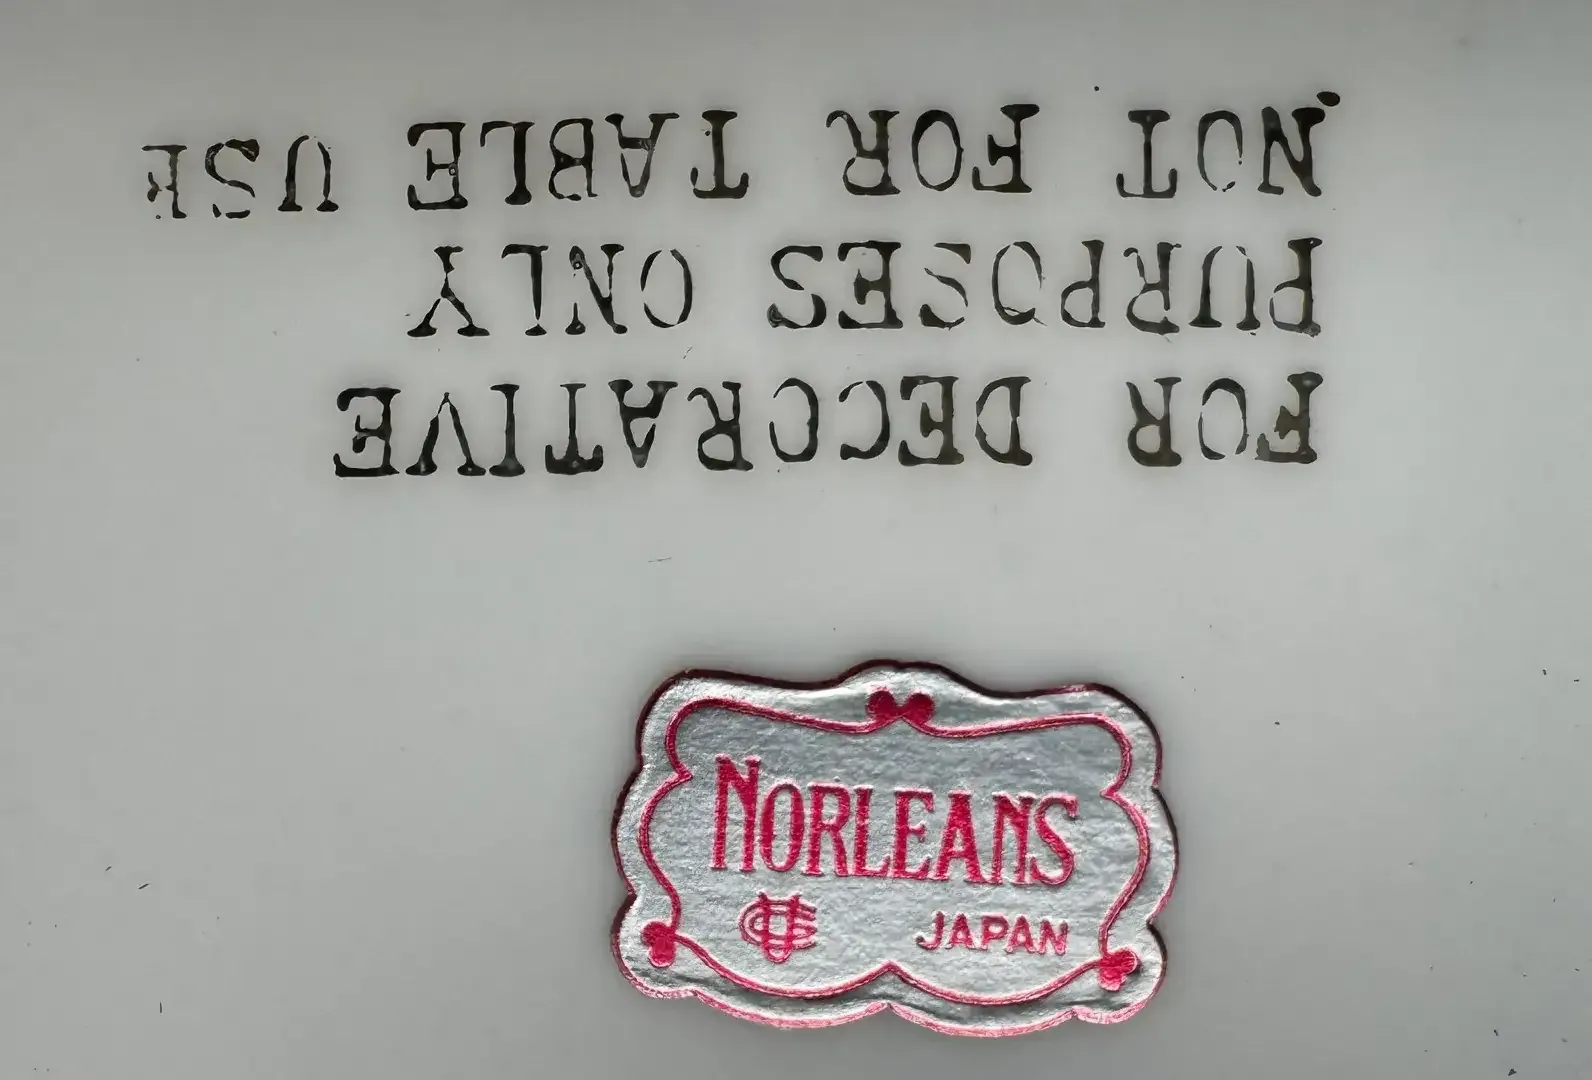 FOR DECORATIVE
PURPOSES ONLY
NOT FOR TABLE USE
NORLEANS
JAPAN